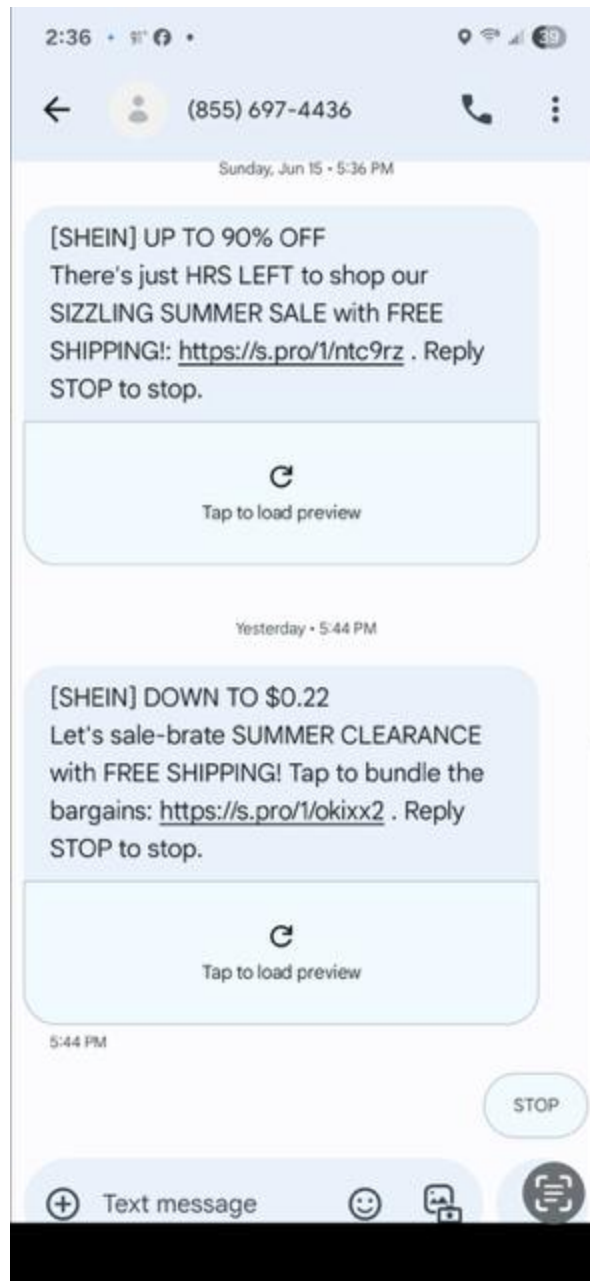 2:36
39
(855) 697-4436
Sunday, Jun 15 • 5:36 PM
[SHEIN] UP TO 90% OFF
There's just HRS LEFT to shop our
SIZZLING SUMMER SALE with FREE
SHIPPING!: https://s.pro/1/ntc9rz . Reply
STOP to stop.
Tap to load preview
Yesterday • 5:44 PM
[SHEIN] DOWN TO $0.22
Let's sale-brate SUMMER CLEARANCE
with FREE SHIPPING! Tap to bundle the
bargains: https://s.pro/1/okixx2 . Reply
STOP to stop.
Tap to load preview
5:44 PM
STOP
Text message